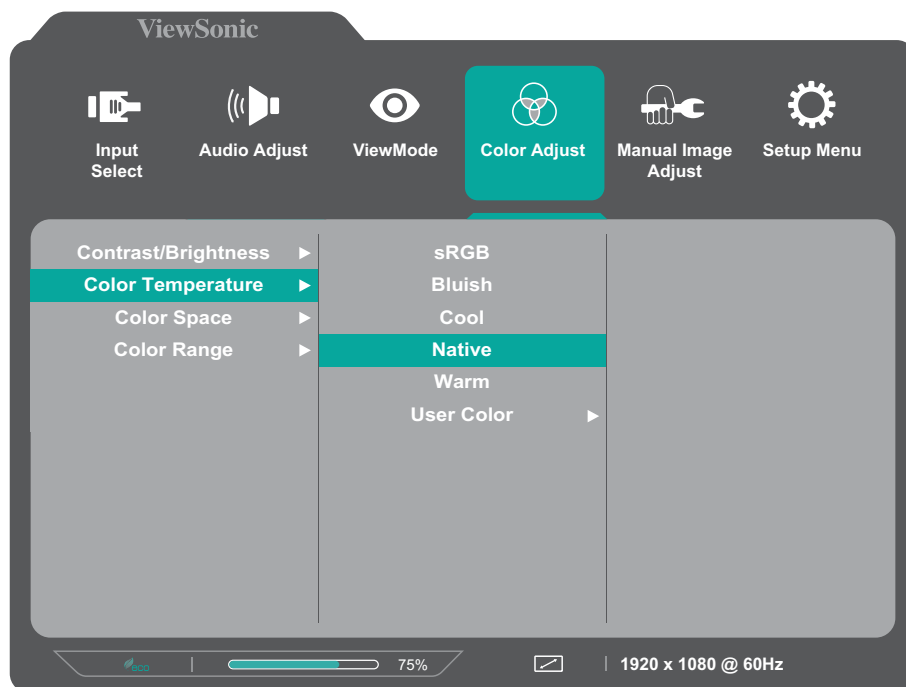 ViewSonic
Input Select
Audio Adjust
ViewMode
Color Adjust
Manual Image Adjust
Setup Menu
Contrast/Brightness
Color Temperature
Color Space
Color Range
sRGB
Bluish
Cool
Native
Warm
User Color
eco
75%
1920 x 1080 @ 60Hz